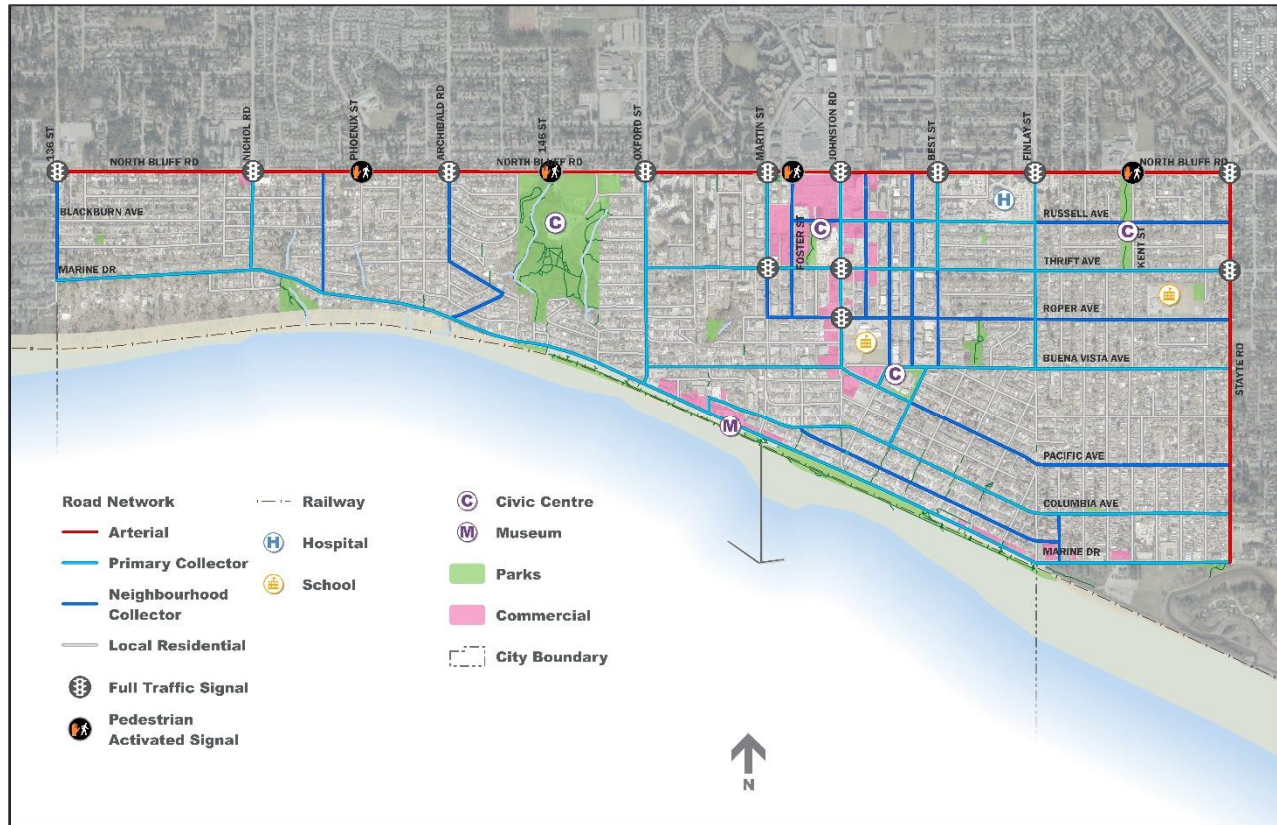 136 ST
NICHOL RD
PHOENIX ST
ARCHIBALD RD
146 ST
OXFORD ST
MARTIN ST
JOHNSTON RD
BEST ST
FINLAY ST
NORTH BLUFF RD
NORTH BLUFF RD
NORTH BLUFF RD
H
BLACKBURN AVE
C
C
FOSTER ST
RUSSELL AVE
C
KENT ST
MARINE DR
THRIFT AVE
ROPER AVE
BUENA VISTA AVE
C
STAYTE RD
M
PACIFIC AVE
COLUMBIA AVE
MARINE DR
Road Network
Arterial
Primary Collector
Neighbourhood
Collector
Local Residential
Full Traffic Signal
Pedestrian
Activated Signal
Railway
H Hospital
School
C Civic Centre
M Museum
Parks
Commercial
City Boundary
N